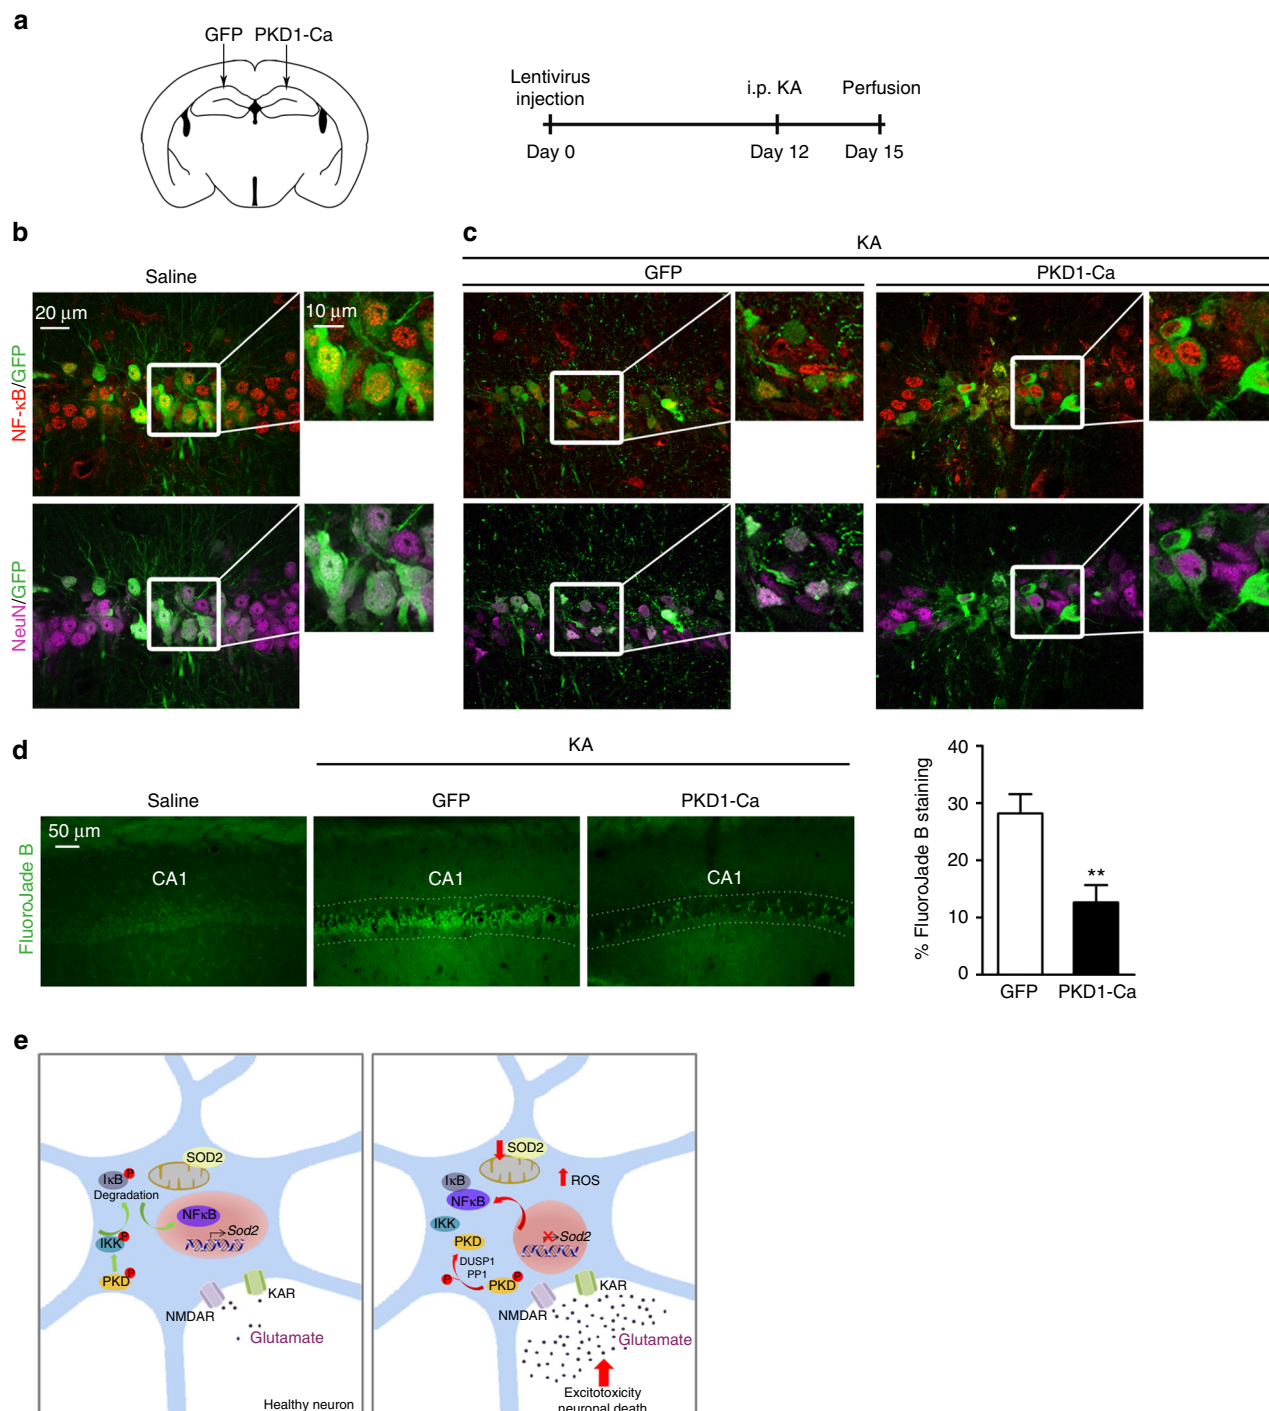 a
GFP PKD1-Ca
Lentivirus
injection
i.p. KA
Perfusion
Day 0
Day 12
Day 15
b
Saline
20 μm
10 μm
NF-κB/GFP
NeuN/GFP
c
KA
GFP
PKD1-Ca
d
KA
Saline
GFP
PKD1-Ca
50 μm
CA1
CA1
CA1
FluoroJade B
% FluoroJade B staining
40
30
20
10
0
**
GFP
PKD1-Ca
e
SOD2
IκB
P
Degradation
NFκB
Sod2
IKK
P
PKD
P
KAR
NMDAR
Glutamate
Healthy neuron
SOD2
ROS
IκB
NFκB
IKK
PKD
Sod2
DUSP1
PP1
P
PKD
P
KAR
NMDAR
Glutamate
Excitotoxicity
neuronal death